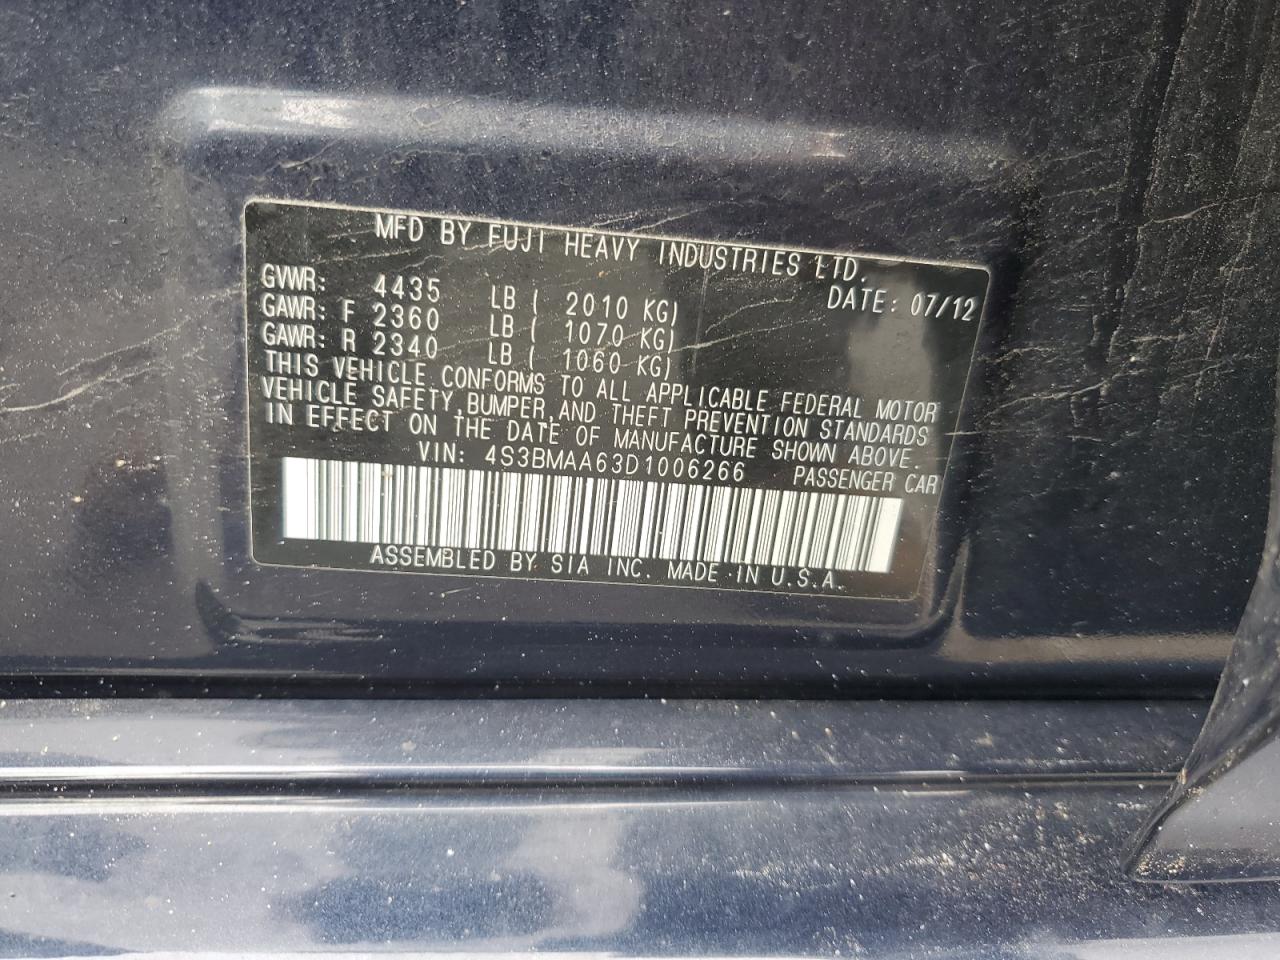 MFD BY FUJI HEAVY INDUSTRIES LTD.
GVWR: 4435 LB ( 2010 KG) DATE: 07/12
GAWR: F 2360 LB ( 1070 KG)
GAWR: R 2340 LB ( 1060 KG)
THIS VEHICLE CONFORMS TO ALL APPLICABLE FEDERAL MOTOR
VEHICLE SAFETY,BUMPER,AND THEFT PREVENTION STANDARDS
IN EFFECT ON THE DATE OF MANUFACTURE SHOWN ABOVE.
VIN: 4S3BMAA63D1006266 PASSENGER CAR
ASSEMBLED BY SIA INC. MADE IN U.S.A.